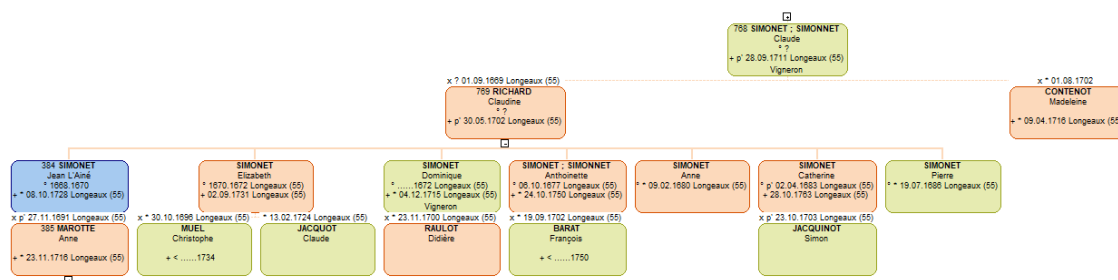 768 SIMONET ; SIMONNET
Claude
° ?
+ p' 28.09.1711 Longeaux (55)
Vigneron
x ? 01.09.1669 Longeaux (55)
x * 01.08.1702
769 RICHARD
Claudine
° ?
+ p' 30.05.1702 Longeaux (55)
CONTENOT
Madeleine
+ * 09.04.1716 Longeaux (55)
384 SIMONET
Jean L'Ainé
° 1668.1670
+ * 08.10.1728 Longeaux (55)
SIMONET
Elizabeth
° 1670.1672 Longeaux (55)
+ 02.09.1731 Longeaux (55)
SIMONET
Dominique
° ......1672 Longeaux (55)
+ * 04.12.1715 Longeaux (55)
Vigneron
SIMONET ; SIMONNET
Anthoinette
° 06.10.1677 Longeaux (55)
+ * 24.10.1750 Longeaux (55)
SIMONET
Anne
° * 09.02.1680 Longeaux (55)
SIMONET
Catherine
° p' 02.04.1683 Longeaux (55)
+ 28.10.1763 Longeaux (55)
SIMONET
Pierre
° * 19.07.1686 Longeaux (55)
x p' 27.11.1691 Longeaux (55)
x * 30.10.1696 Longeaux (55)
* 13.02.1724 Longeaux (55)
x * 23.11.1700 Longeaux (55)
x * 19.09.1702 Longeaux (55)
x p' 23.10.1703 Longeaux (55)
385 MAROTTE
Anne
+ * 23.11.1716 Longeaux (55)
MUEL
Christophe
+ < ......1734
JACQUOT
Claude
RAULOT
Didière
BARAT
François
+ < ......1750
JACQUINOT
Simon